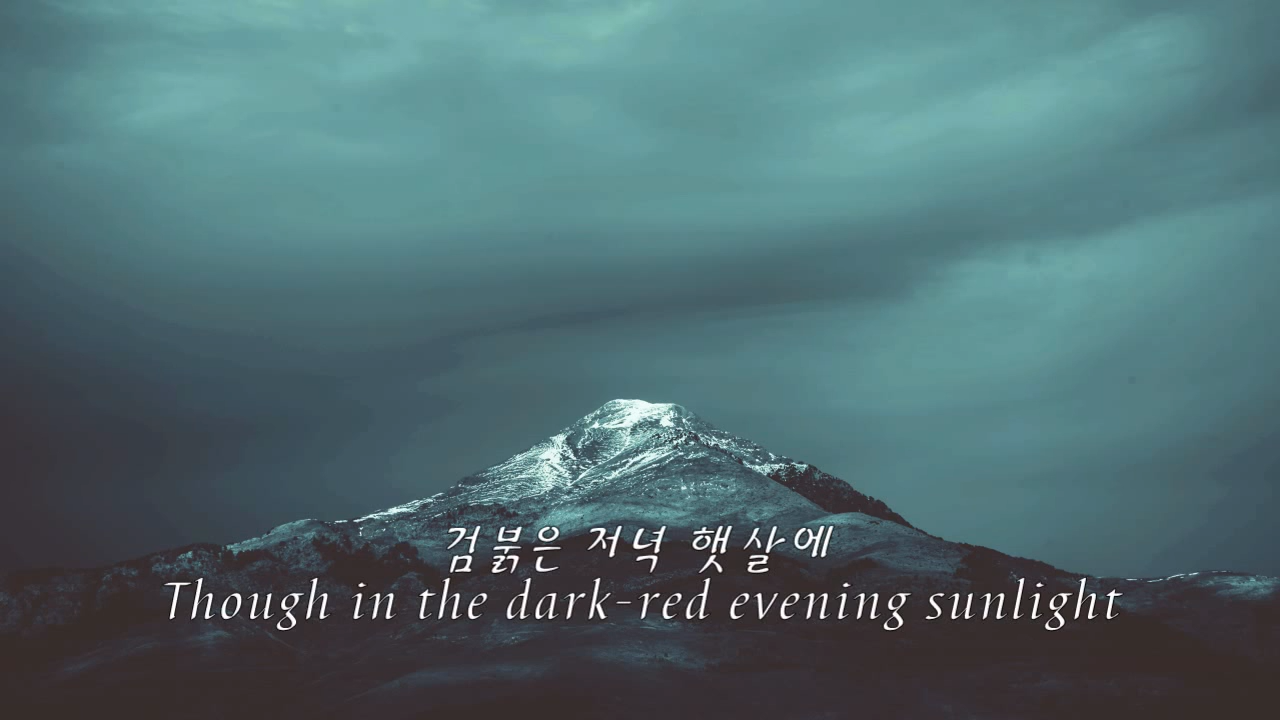 검붉은 저녁 햇살에
Though in the dark-red evening sunlight